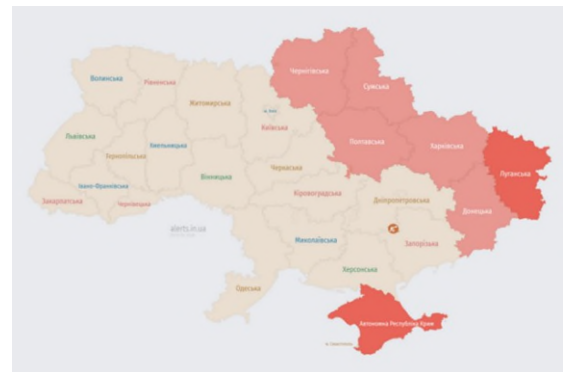 Чернігівська
Сумська
Волинська
Рівненська
Житомирська
м. Київ
Київська
Львівська
Тернопільська
Хмельницька
Полтавська
Харківська
Черкаська
Луганська
Вінницька
Івано-Франківська
Закарпатська
Чернівецька
Кіровоградська
Дніпропетровська
Донецька
alerts.in.ua
Миколаївська
Запорізька
Херсонська
Одеська
Автономна Республіка Крим